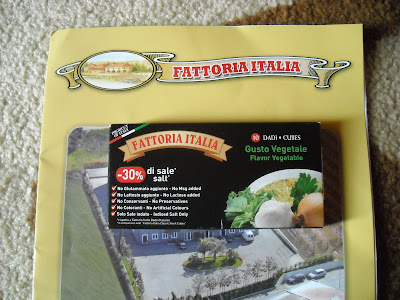 FATTORIA ITALIA
FATTORIA ITALIA
10 DADI • CUBES
Gusto Vegetale
Flavor Vegetable
-30% di sale*
salt*
No Glutammato aggiunto - No Msg added
No Lattosio aggiunto - No Lactose added
No Conservanti - No Preservatives
No Coloranti - No Artificial Colours
Solo Sale iodato - Iodised Salt Only